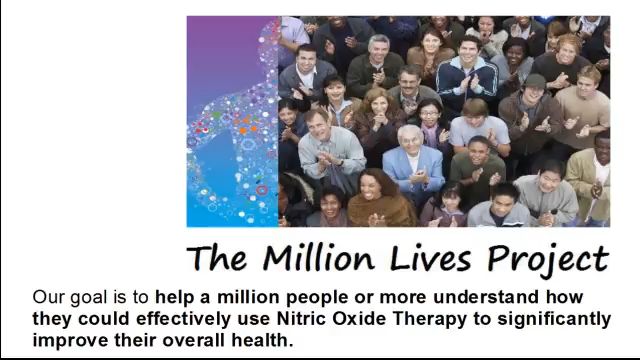 The Million Lives Project
Our goal is to help a million people or more understand how
they could effectively use Nitric Oxide Therapy to significantly
improve their overall health.